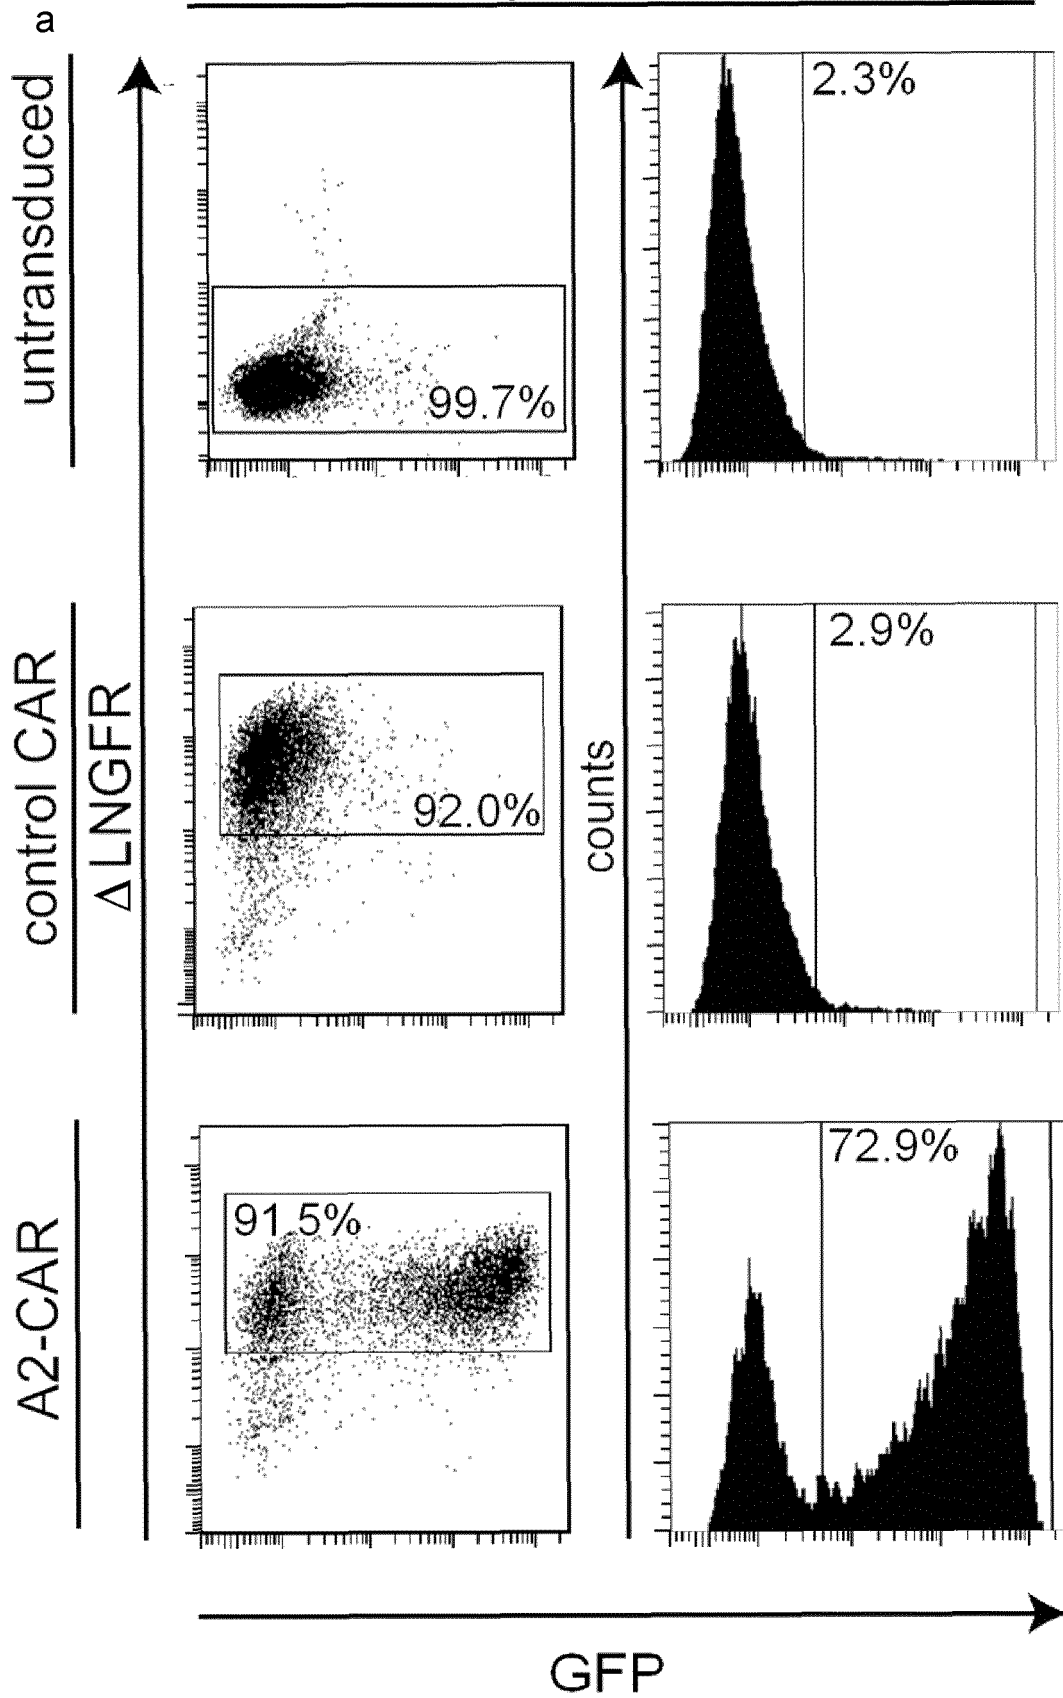 a
untransduced
99.7%
2.3%
control CAR
Δ LNGFR
92.0%
counts
2.9%
A2-CAR
91.5%
72.9%
GFP